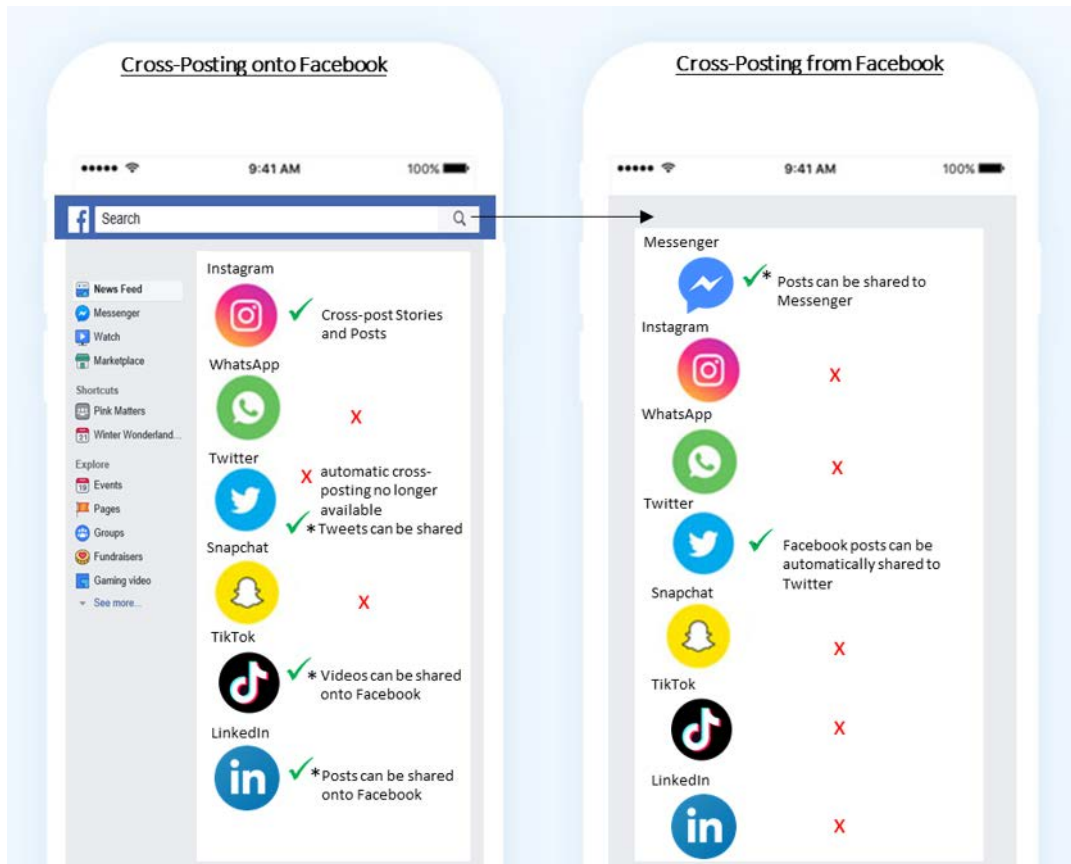 Cross-Posting onto Facebook
9:41 AM
100%
f
Search
News Feed
Messenger
Watch
Marketplace
Shortcuts
Pink Matters
21 Winter Wonderland...
Explore
19 Events
Pages
Groups
Fundraisers
Gaming video
See more...
Instagram
✓ Cross-post Stories
and Posts
WhatsApp
X
Twitter
X automatic cross-
posting no longer
available
✓* Tweets can be shared
Snapchat
X
TikTok
✓* Videos can be shared
onto Facebook
LinkedIn
in
✓* Posts can be shared
onto Facebook
Cross-Posting from Facebook
9:41 AM
100%
Messenger
✓* Posts can be shared to
Messenger
Instagram
X
WhatsApp
X
Twitter
✓ Facebook posts can be
automatically shared to
Twitter
Snapchat
X
TikTok
X
LinkedIn
in
X